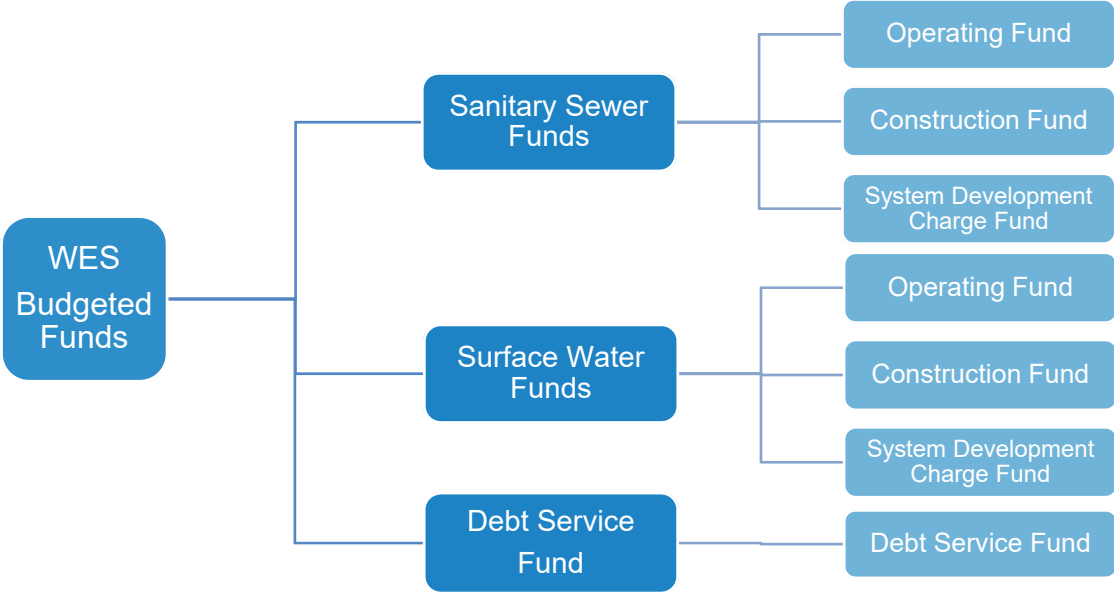 WES
Budgeted
Funds
Sanitary Sewer
Funds
Operating Fund
Construction Fund
System Development
Charge Fund
Surface Water
Funds
Operating Fund
Construction Fund
System Development
Charge Fund
Debt Service
Fund
Debt Service Fund